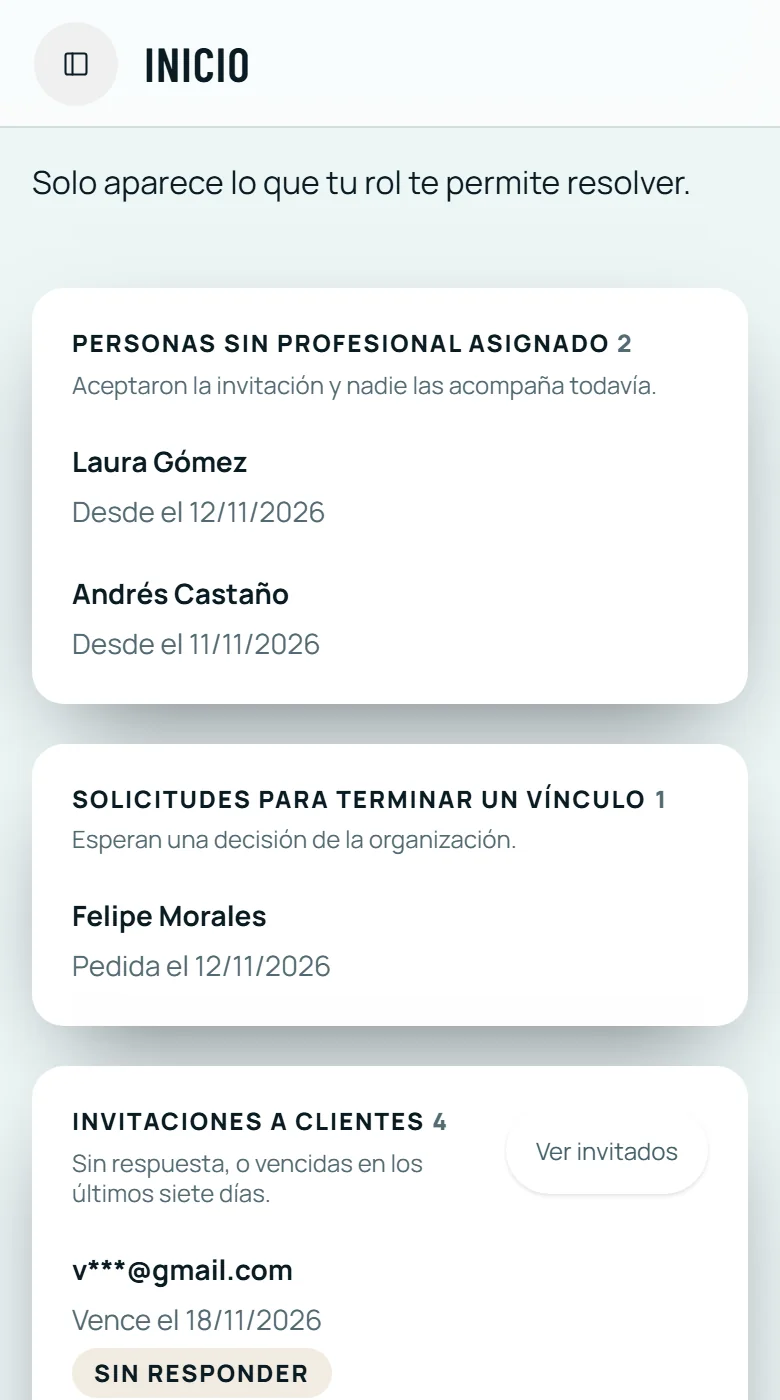 INICIO
Solo aparece lo que tu rol te permite resolver.
PERSONAS SIN PROFESIONAL ASIGNADO 2
Aceptaron la invitación y nadie las acompaña todavía.
Laura Gómez
Desde el 12/11/2026
Andrés Castaño
Desde el 11/11/2026
SOLICITUDES PARA TERMINAR UN VÍNCULO 1
Esperan una decisión de la organización.
Felipe Morales
Pedida el 12/11/2026
INVITACIONES A CLIENTES 4
Sin respuesta, o vencidas en los
últimos siete días.
Ver invitados
v***@gmail.com
Vence el 18/11/2026
SIN RESPONDER